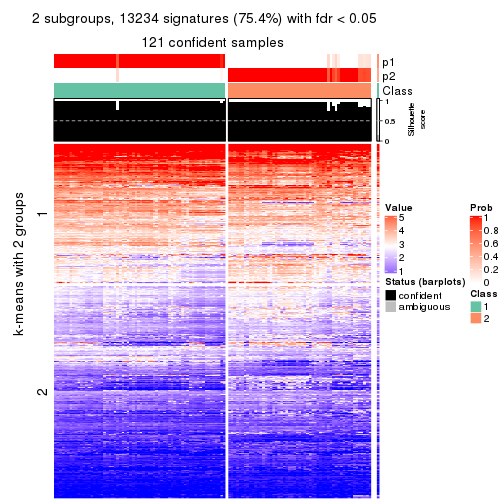 2 subgroups, 13234 signatures (75.4%) with fdr < 0.05
121 confident samples
p1
p2
Class
1
0.5
0
Silhouette
score
k-means with 2 groups
1
2
Value
5
4
3
2
1
Status (barplots)
confident
ambiguous
Prob
1
0.8
0.6
0.4
0.2
0
Class
1
2